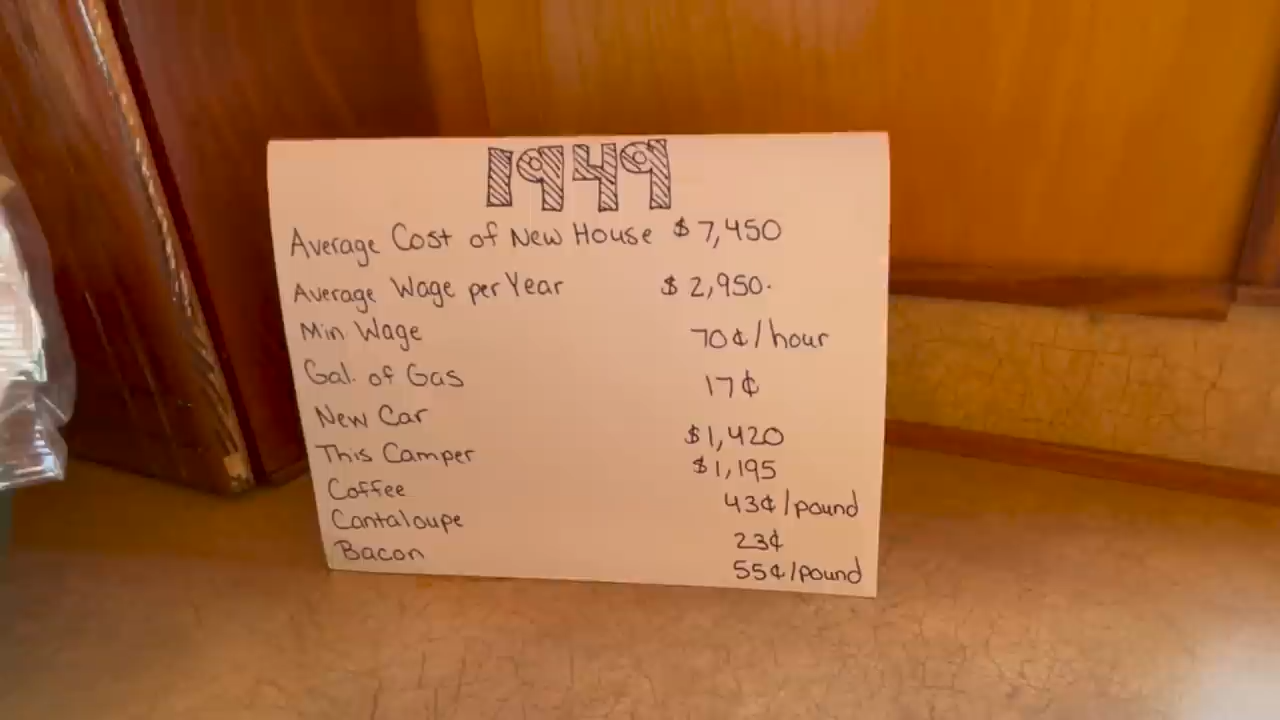 1949
Average Cost of New House $7,450
Average Wage per Year $2,950.
Min Wage 70¢/hour
Gal. of Gas 17¢
New Car $1,420
This Camper $1,195
Coffee 43¢/pound
Cantaloupe 23¢
Bacon 55¢/pound